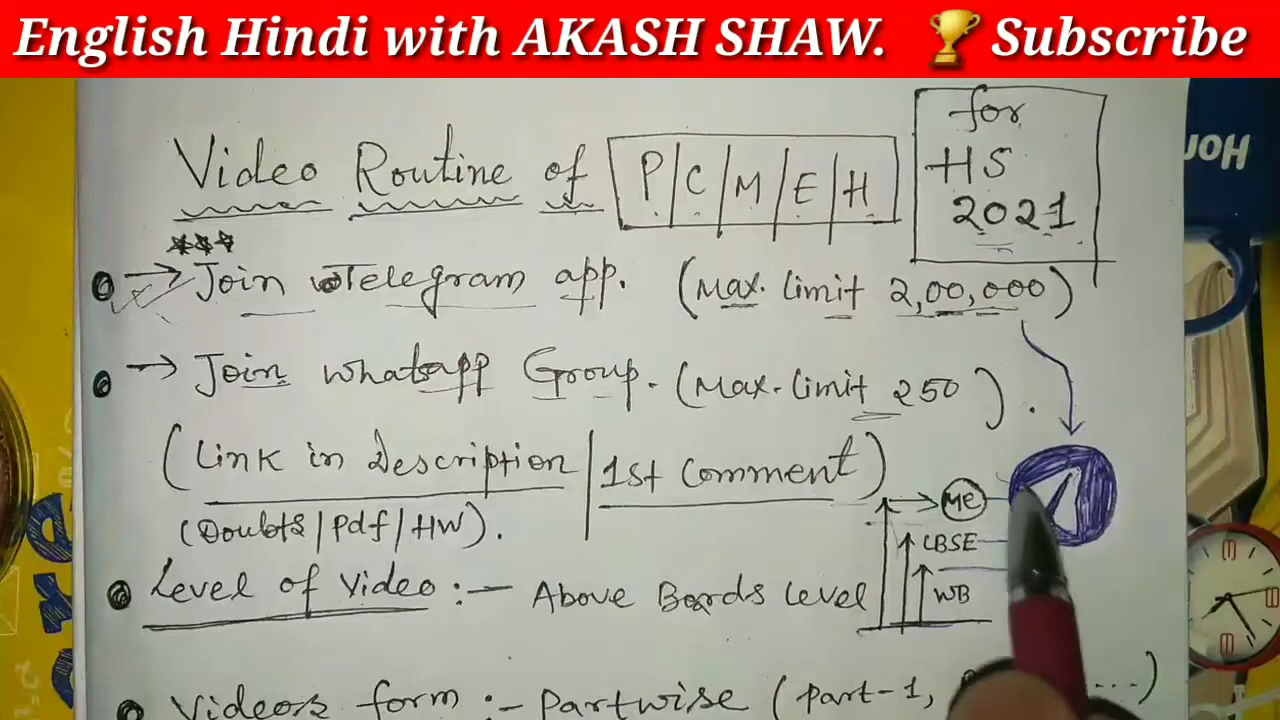 English Hindi with AKASH SHAW. 🏆 Subscribe
Video Routine of P|C|M|E|H
for
HS
2021
*** 
→ Join Telegram app. (Max. limit 2,00,000)
→ Join whatsapp Group. (Max. limit 250).
(Link in Description | 1st Comment)
(Doubts | pdf | HW).
ME
CBSE
WB
Level of Video :- Above Boards Level
Videos form :- Partwise (part-1, ...)